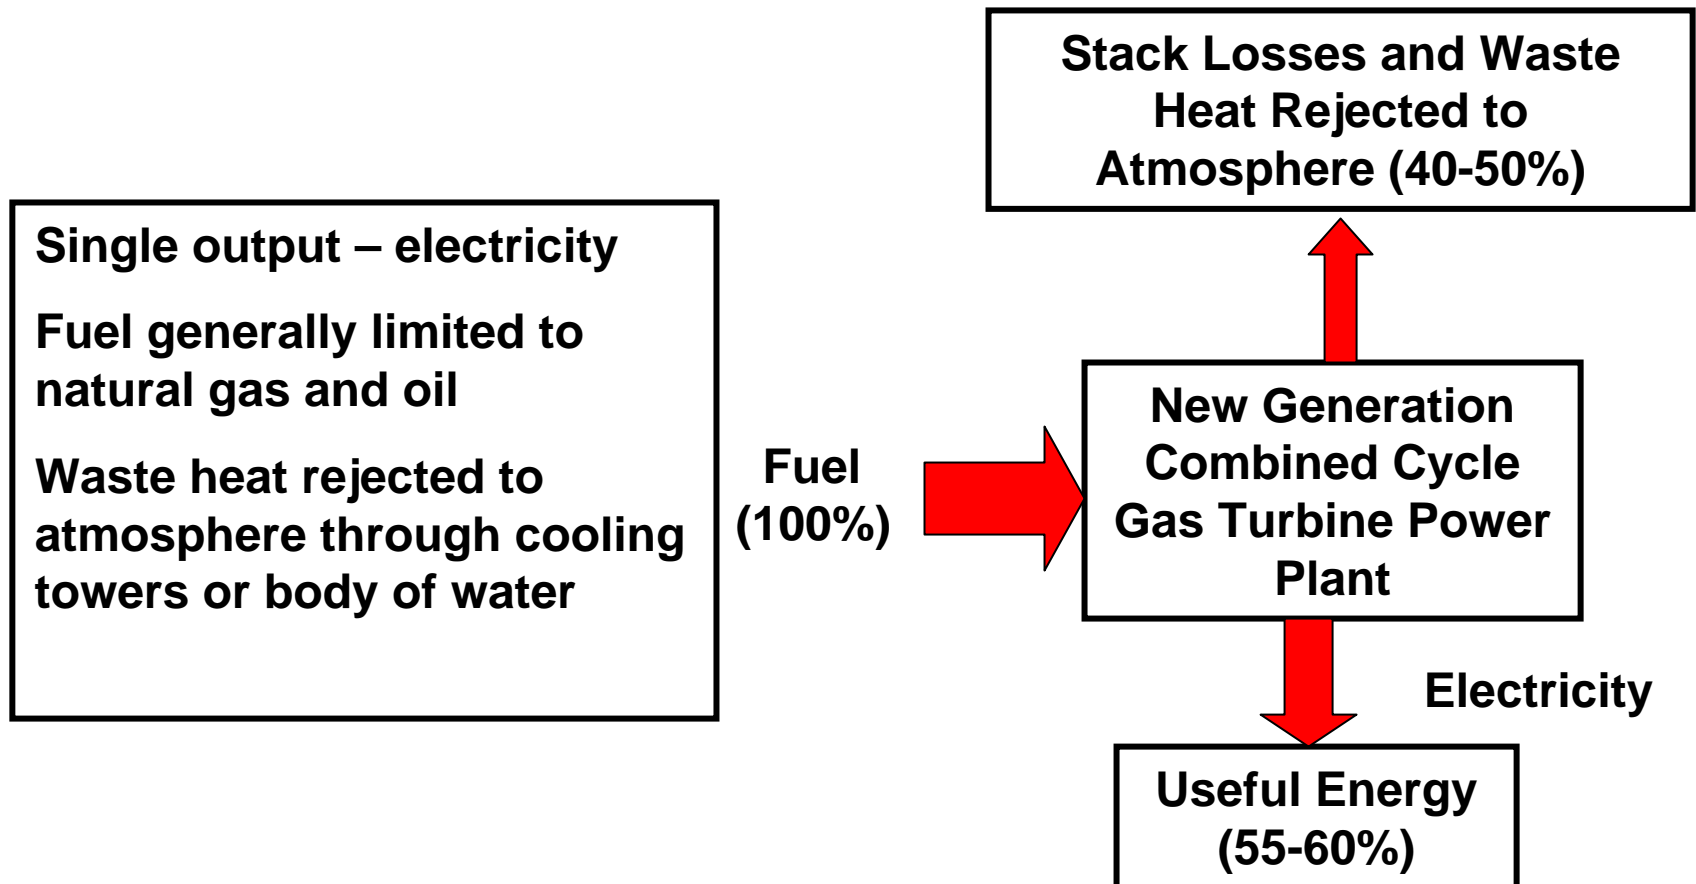 Stack Losses and Waste
Heat Rejected to
Atmosphere (40-50%)
Single output – electricity
Fuel generally limited to
natural gas and oil
Waste heat rejected to
atmosphere through cooling
towers or body of water
Fuel
(100%)
New Generation
Combined Cycle
Gas Turbine Power
Plant
Electricity
Useful Energy
(55-60%)